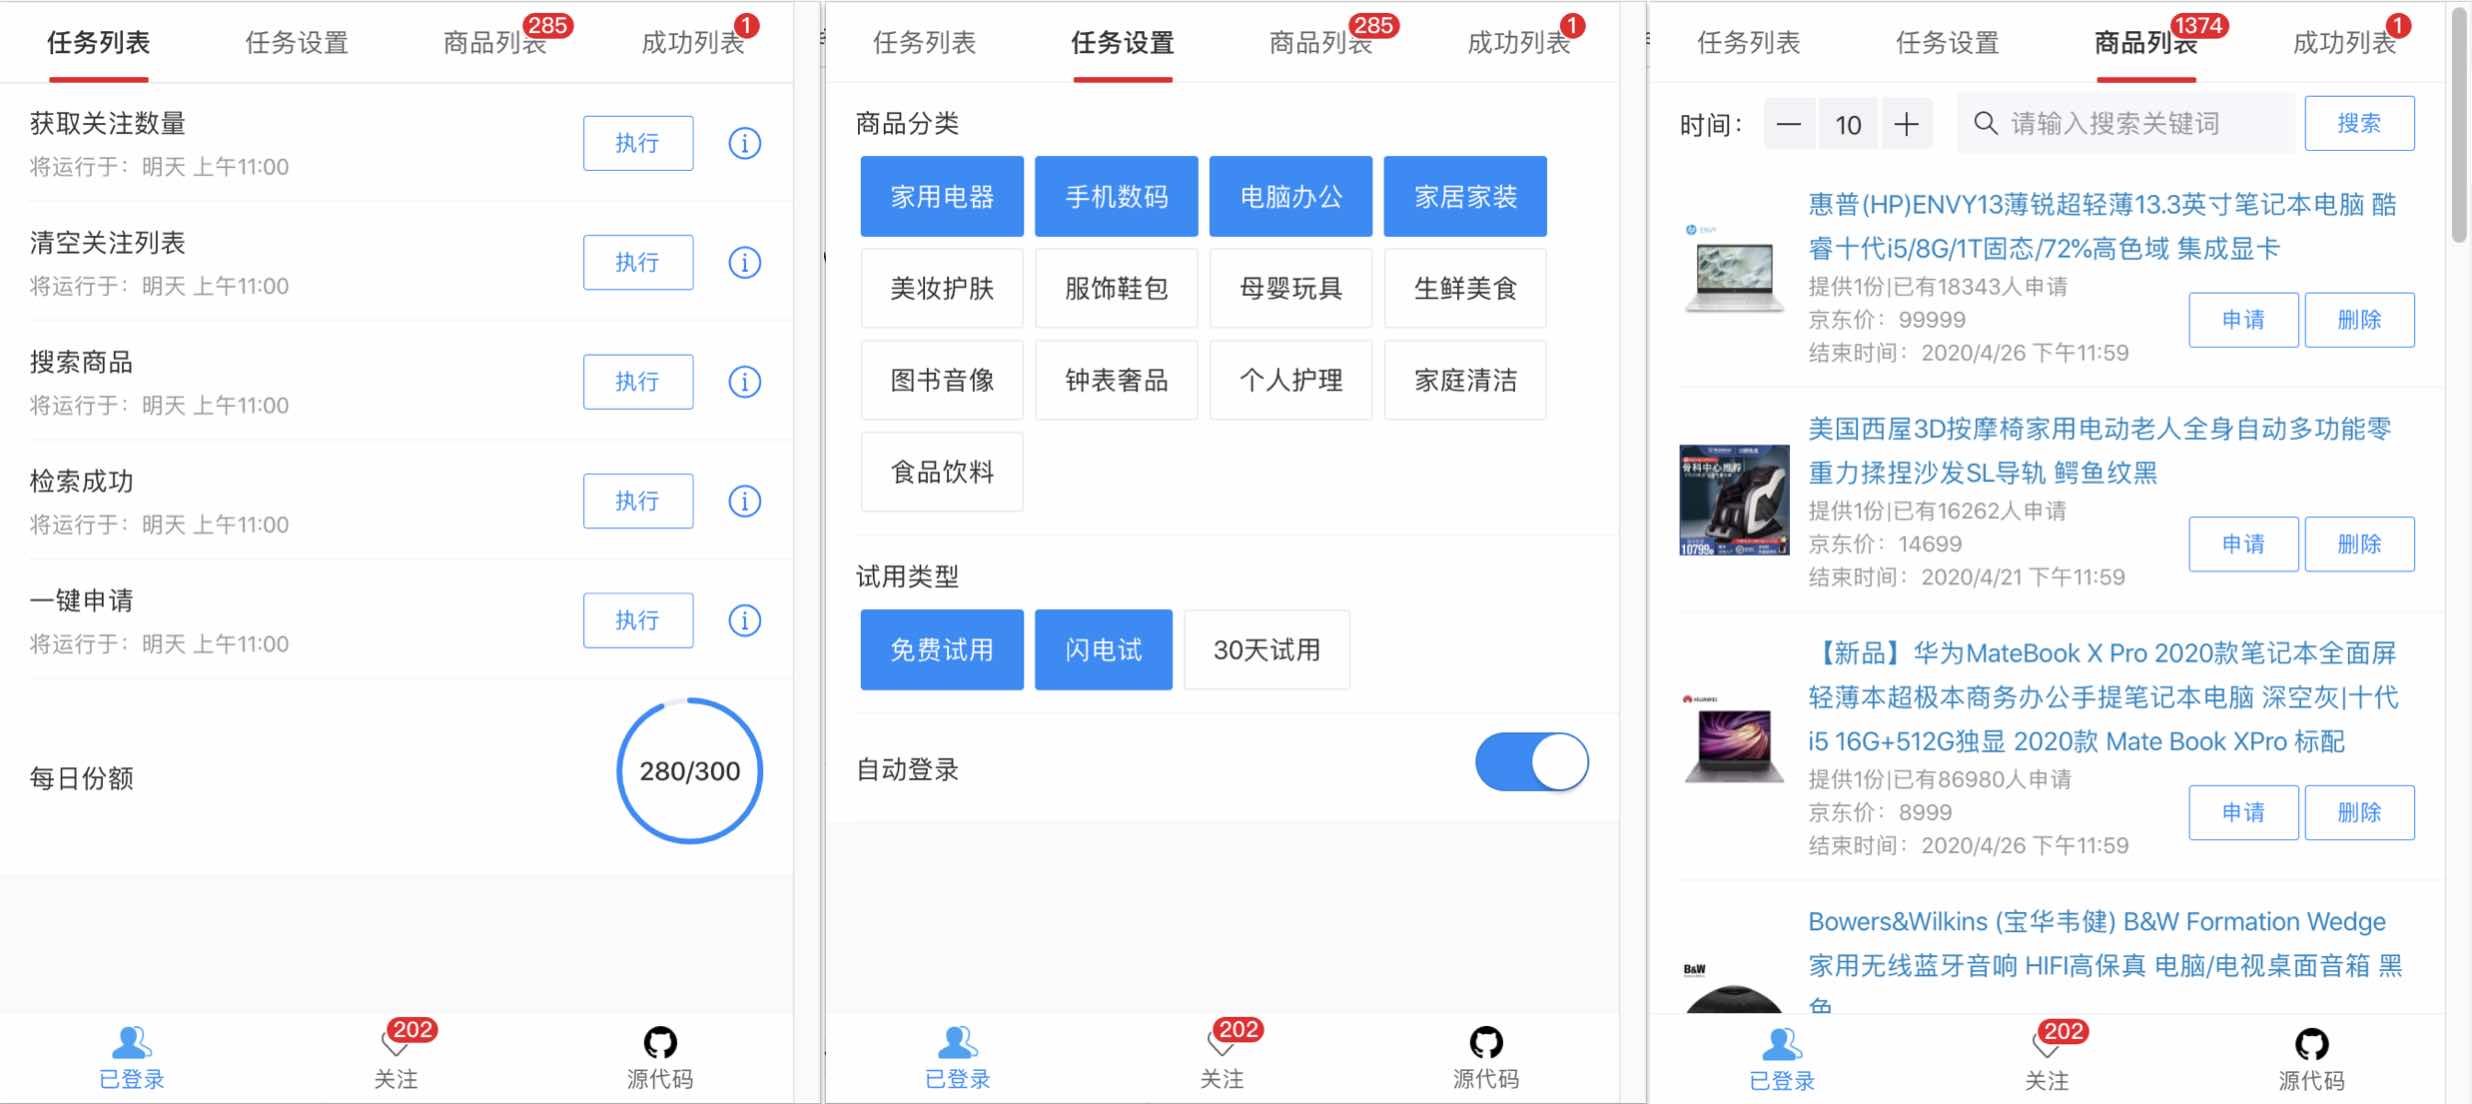 任务列表
任务设置
商品列表
285
成功列表
1
获取关注数量
将运行于：明天 上午11:00
执行
清空关注列表
将运行于：明天 上午11:00
执行
搜索商品
将运行于：明天 上午11:00
执行
检索成功
将运行于：明天 上午11:00
执行
一键申请
将运行于：明天 上午11:00
执行
每日份额
280/300
已登录
202
关注
源代码
任务列表
任务设置
商品列表
285
成功列表
1
商品分类
家用电器 手机数码 电脑办公 家居家装
美妆护肤 服饰鞋包 母婴玩具 生鲜美食
图书音像 钟表奢品 个人护理 家庭清洁
食品饮料
试用类型
免费试用 闪电试 30天试用
自动登录
已登录
202
关注
源代码
任务列表
任务设置
商品列表
1374
成功列表
1
时间： — 10 + 请输入搜索关键词 搜索
惠普(HP)ENVY13薄锐超轻薄13.3英寸笔记本电脑 酷
睿十代i5/8G/1T固态/72%高色域 集成显卡
提供1份|已有18343人申请
京东价：99999
结束时间：2020/4/26 下午11:59
申请 删除
美国西屋3D按摩椅家用电动老人全身自动多功能零
重力揉捏沙发SL导轨 鳄鱼纹黑
提供1份|已有16262人申请
京东价：14699
结束时间：2020/4/21 下午11:59
申请 删除
骨科中心推荐
10799
【新品】华为MateBook X Pro 2020款笔记本全面屏
轻薄本超极本商务办公手提笔记本电脑 深空灰|十代
i5 16G+512G独显 2020款 Mate Book XPro 标配
提供1份|已有86980人申请
京东价：8999
结束时间：2020/4/26 下午11:59
申请 删除
HUAWEI
Bowers&Wilkins (宝华韦健) B&W Formation Wedge
家用无线蓝牙音响 HIFI高保真 电脑/电视桌面音箱 黑
色
B&W
已登录
202
关注
源代码